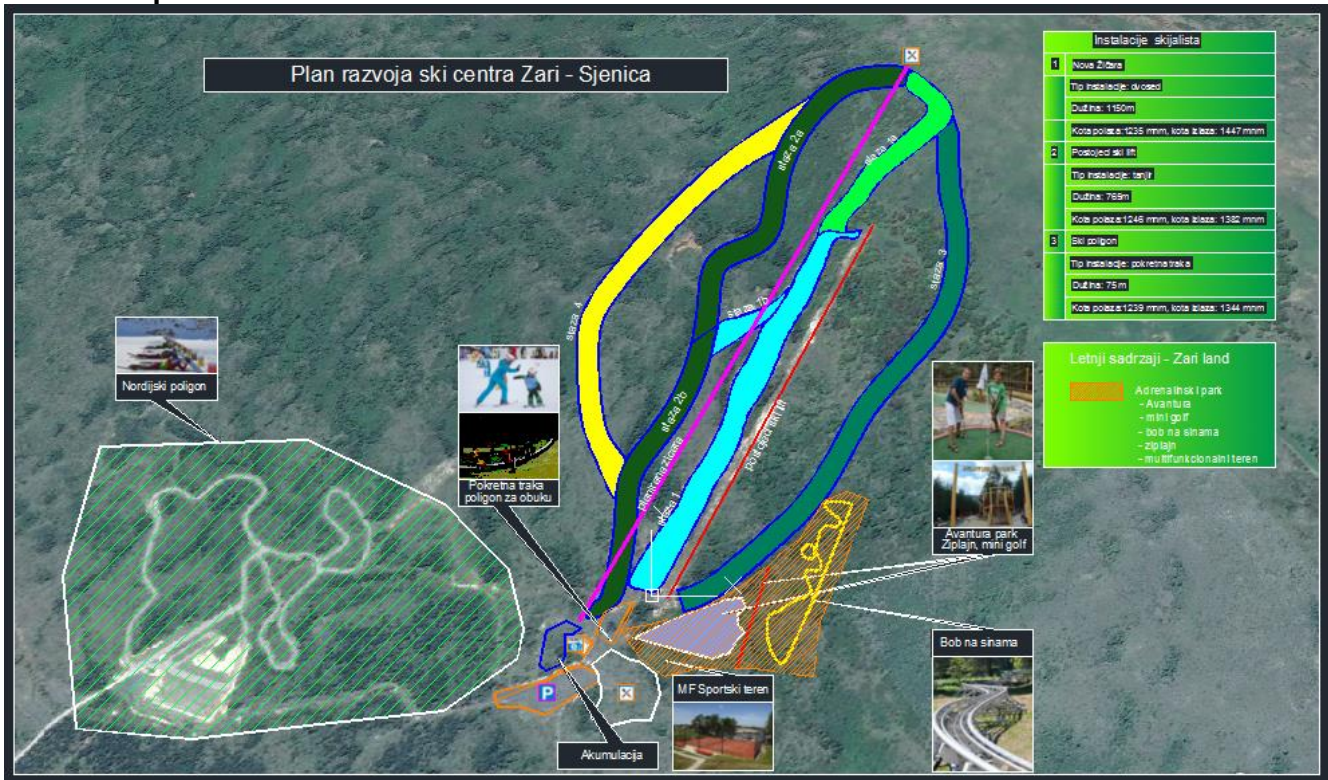 Plan razvoja ski centra Zari - Sjenica
Instalacije skijalista
1 Nova Žičara
Tip instalacije: dvosed
Dužina: 1150m
Kota polaza:1235 mnm, kota izlaza: 1447 mnm
2 Postojeci ski lift
Tip instalacije: tanjir
Dužina: 769m
Kota polaza:1246 mnm, kota izlaza: 1382 mnm
3 Ski poligon
Tip instalacije: pokretna traka
Dužina: 75m
Kota polaza:1239 mnm, kota izlaza: 1344 mnm
Letnji sadrzaji - Zari land
Adrenalinski park
- Avantura
- mini golf
- bob na sinama
- ziplajn
- multifunkcionalni teren
staza 2a
staza 1a
staza 3
staza 4
staza 1b
staza 2b
planirana zicara
staza 1
postojeci ski lift
Nordijski poligon
Pokretna traka
poligon za obuku
Avantura park
Ziplajn, mini golf
Bob na sinama
MF Sportski teren
P
Akumulacija